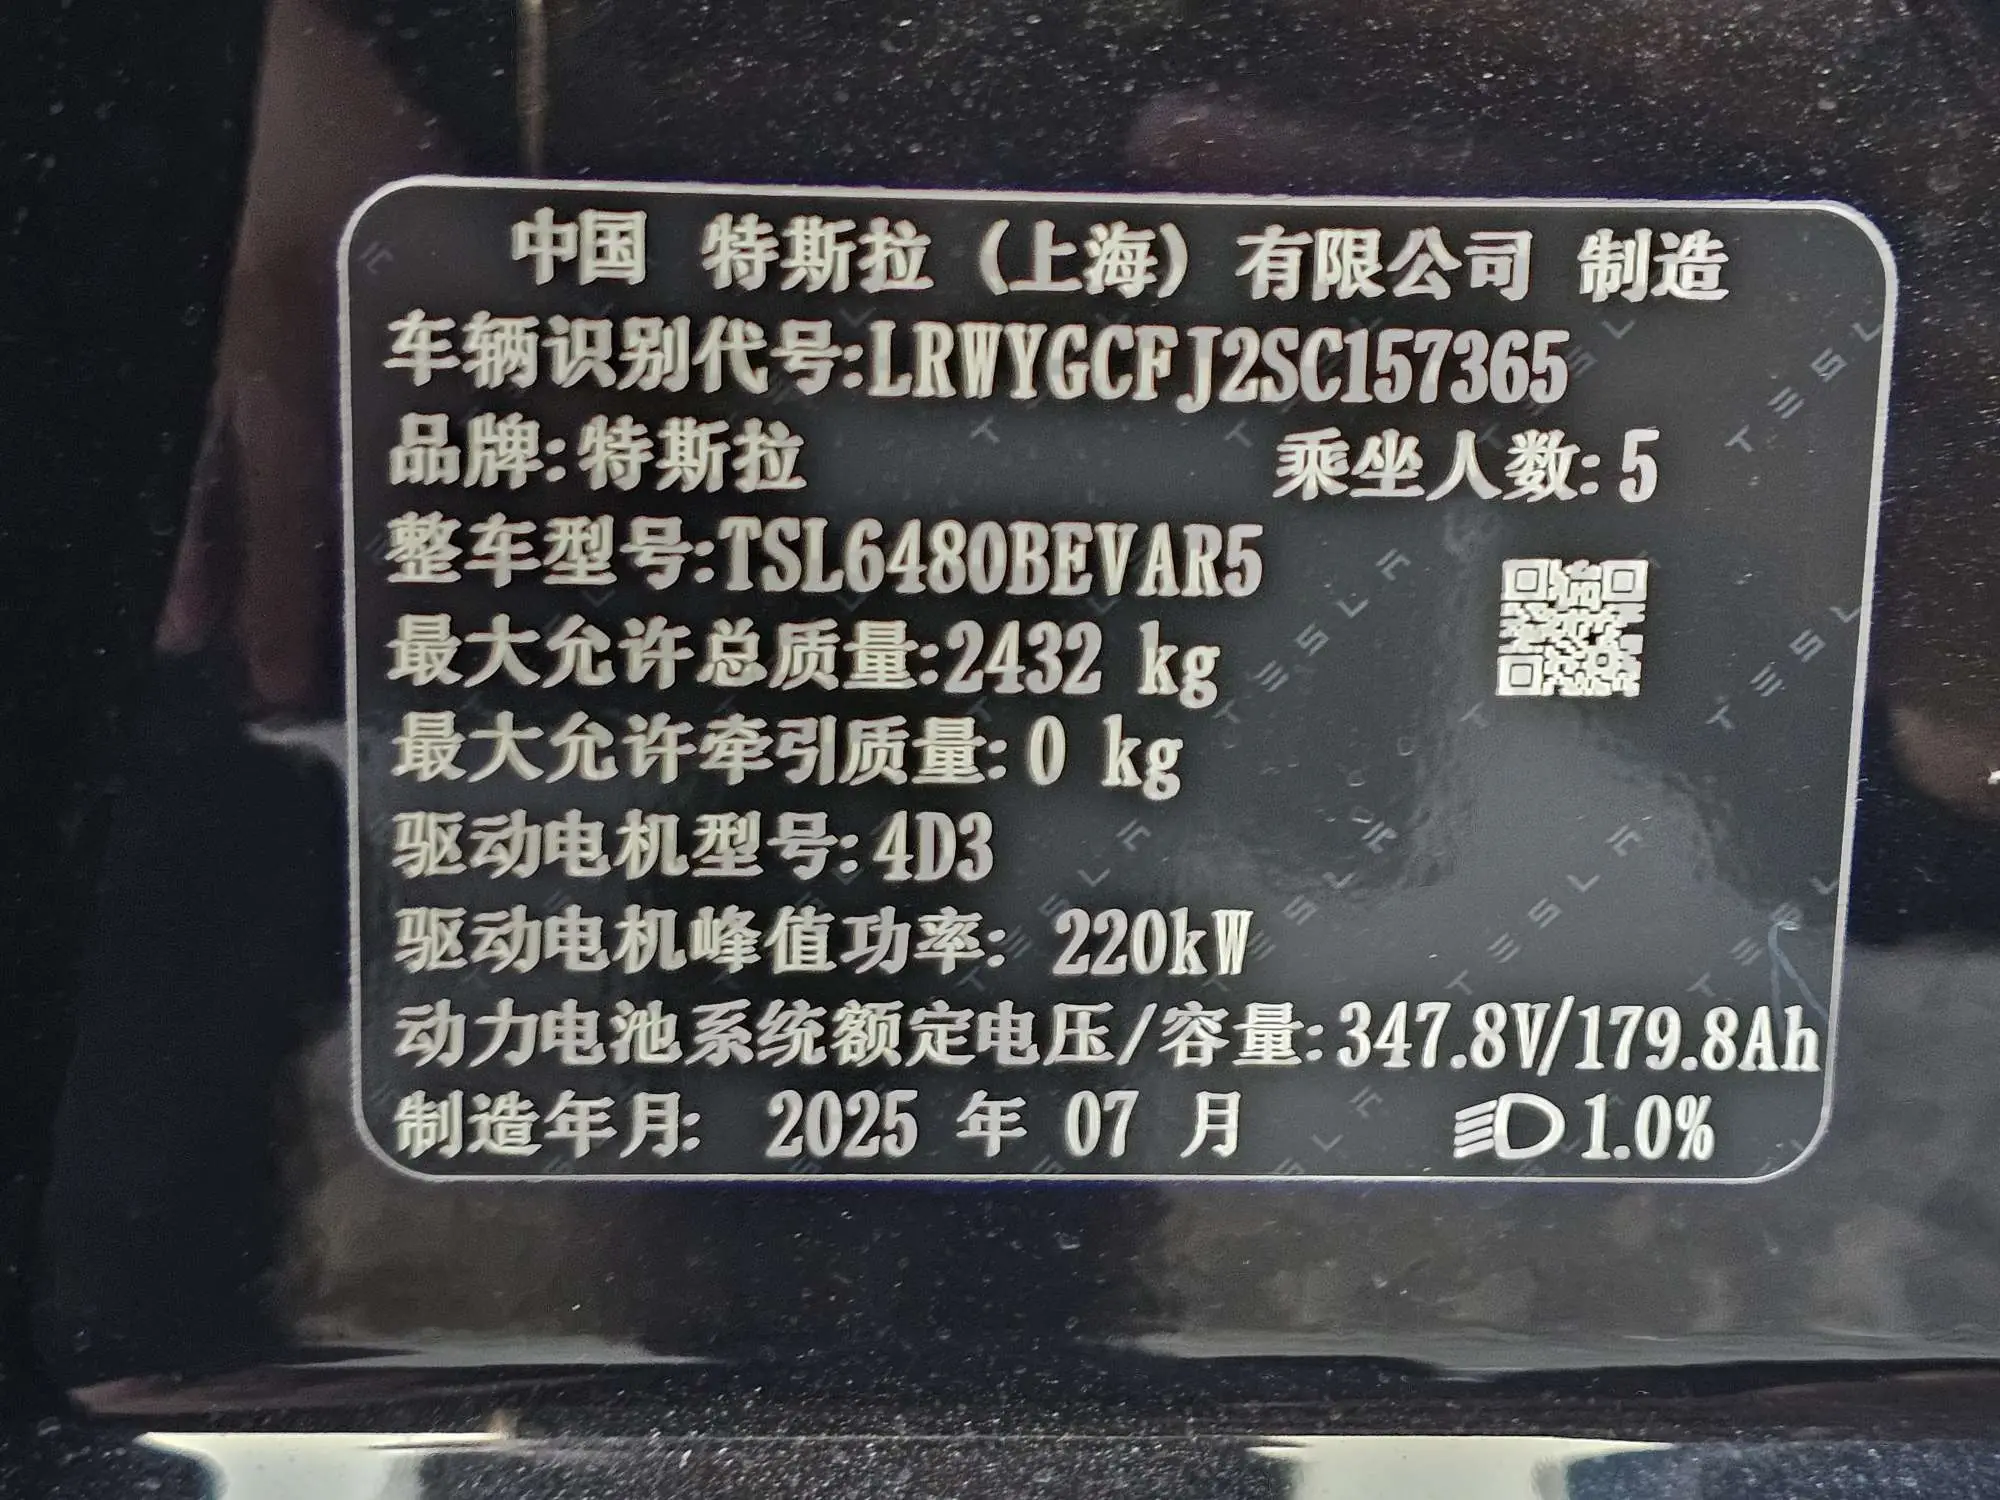 中国 特斯拉（上海）有限公司 制造
车辆识别代号:LRWYGCFJ2SC157365
品牌:特斯拉 乘坐人数:5
整车型号:TSL6480BEVAR5
最大允许总质量:2432 kg
最大允许牵引质量:0 kg
驱动电机型号:4D3
驱动电机峰值功率: 220kW
动力电池系统额定电压/容量:347.8V/179.8Ah
制造年月: 2025 年 07 月 1.0%